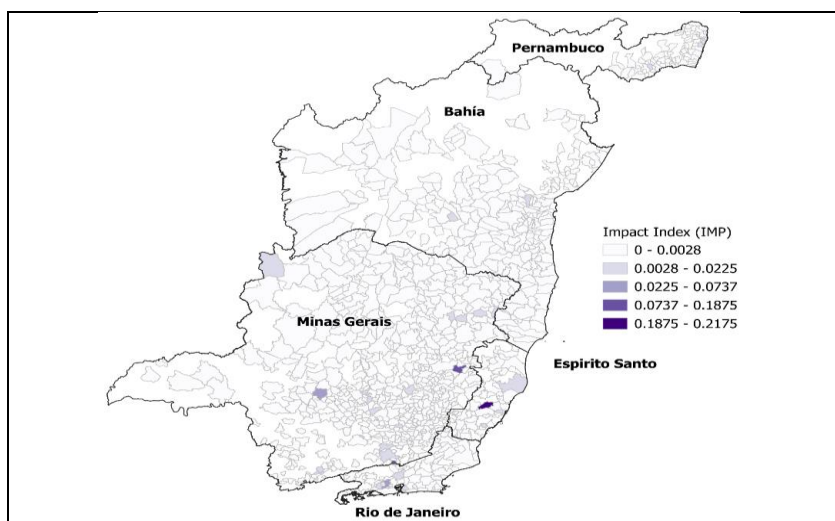 Pernambuco
Bahía
Impact Index (IMP)
0 - 0.0028
0.0028 - 0.0225
0.0225 - 0.0737
0.0737 - 0.1875
0.1875 - 0.2175
Minas Gerais
Espirito Santo
Rio de Janeiro